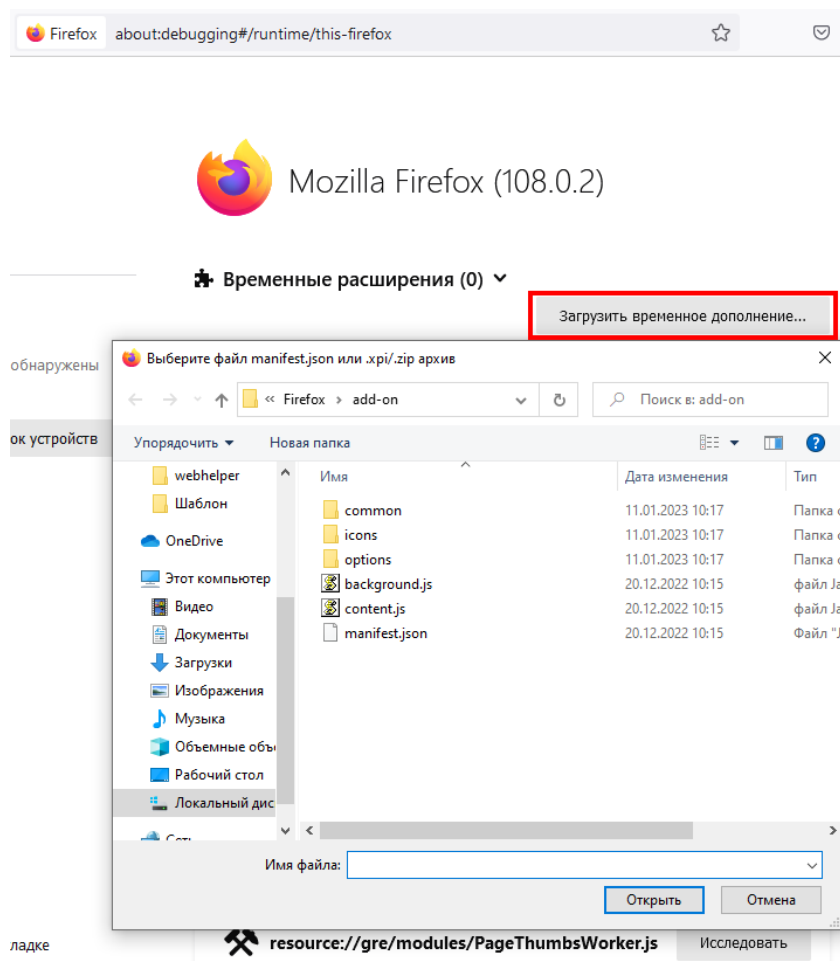 Firefox about:debugging#/runtime/this-firefox
Mozilla Firefox (108.0.2)
Временные расширения (0)
Загрузить временное дополнение...
обнаружены
ок устройств
Выберите файл manifest.json или .xpi/.zip архив
« Firefox › add-on
Поиск в: add-on
Упорядочить
Новая папка
webhelper
Шаблон
OneDrive
Этот компьютер
Видео
Документы
Загрузки
Изображения
Музыка
Объемные объ
Рабочий стол
Локальный дис
Сеть
Имя Дата изменения Тип
common 11.01.2023 10:17 Папка с
icons 11.01.2023 10:17 Папка с
options 11.01.2023 10:17 Папка с
background.js 20.12.2022 10:15 файл Ja
content.js 20.12.2022 10:15 файл Ja
manifest.json 20.12.2022 10:15 Файл "J
Имя файла:
Открыть Отмена
ладке
resource://gre/modules/PageThumbsWorker.js
Исследовать